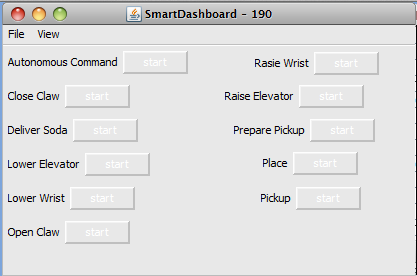 SmartDashboard - 190
File View
Autonomous Command start
Rasie Wrist start
Close Claw start
Raise Elevator start
Deliver Soda start
Prepare Pickup start
Lower Elevator start
Place start
Lower Wrist start
Pickup start
Open Claw start